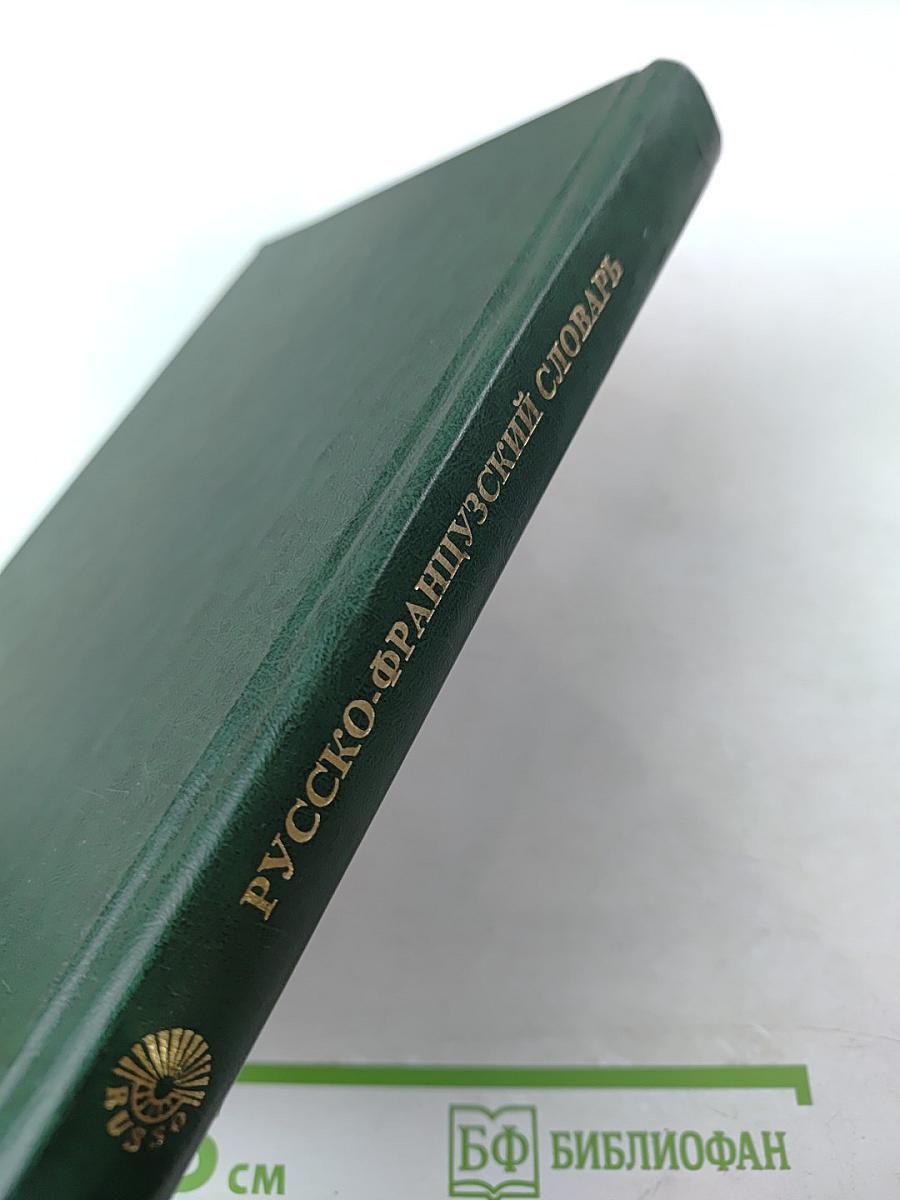 РУССКО-ФРАНЦУЗСКИЙ СЛОВАРЬ
RUSSO
см
БФ БИБЛИОФАН